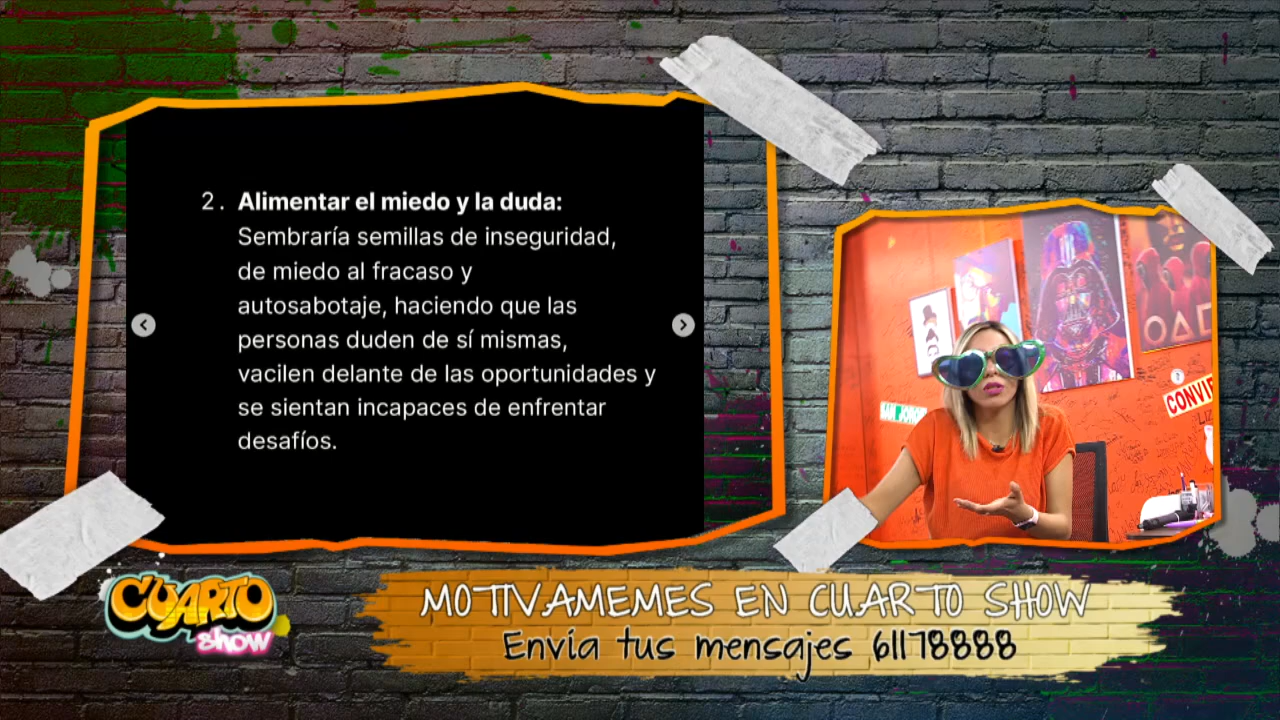 2. Alimentar el miedo y la duda:
Sembraría semillas de inseguridad,
de miedo al fracaso y
autosabotaje, haciendo que las
personas duden de sí mismas,
vacilen delante de las oportunidades y
se sientan incapaces de enfrentar
desafíos.
CUARTO
show
MOTIVAMEMES EN CUARTO SHOW
Envía tus mensajes 61178888